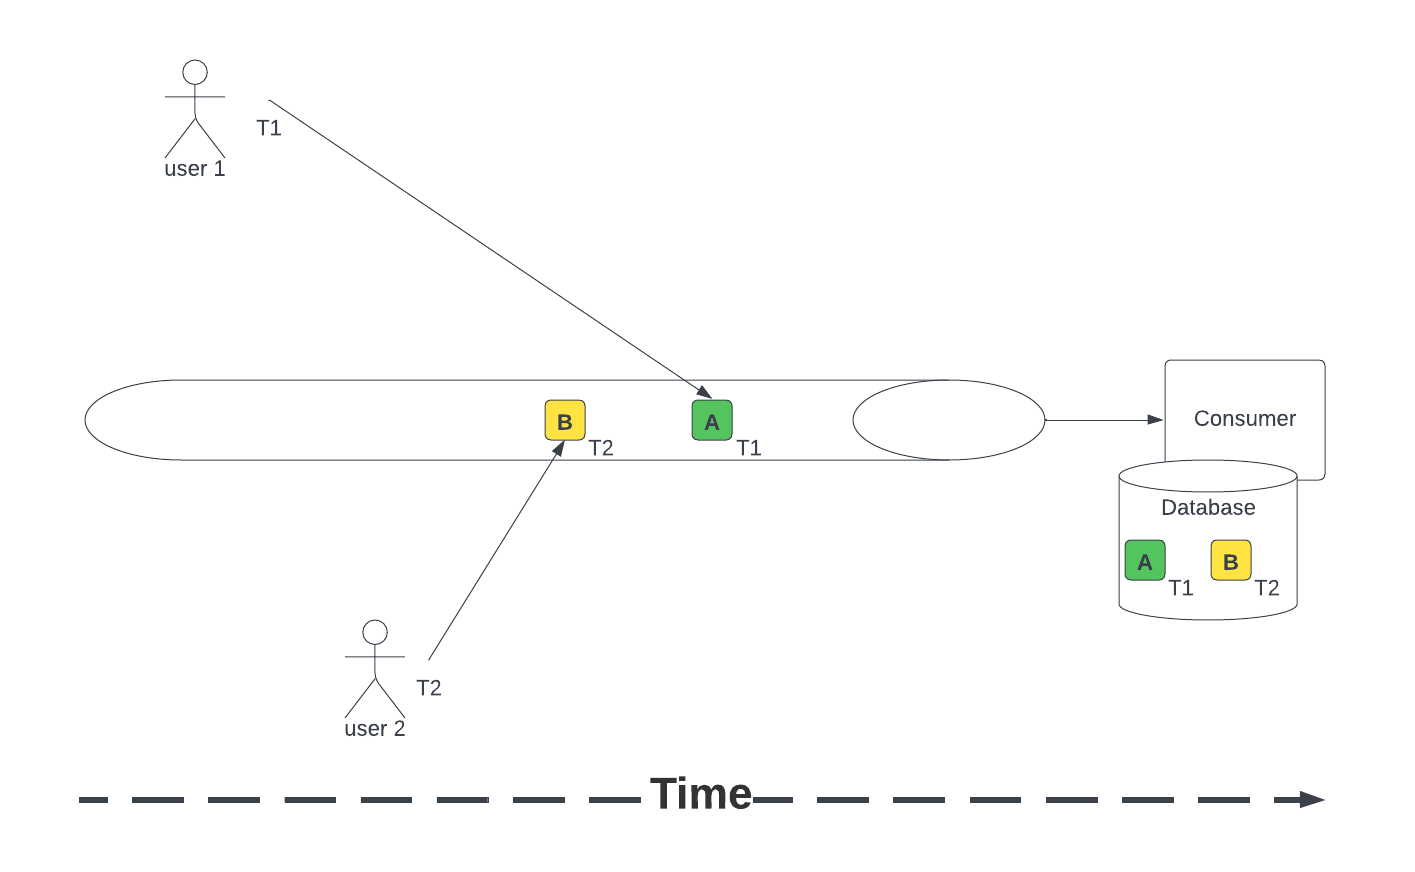 T1
user 1
B
T2
A
T1
Consumer
Database
A
T1
B
T2
T2
user 2
Time